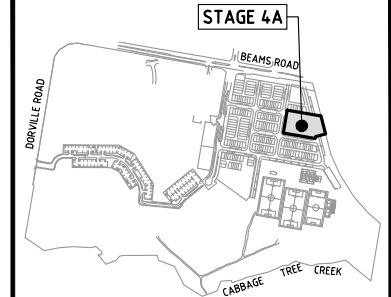 STAGE 4A
BEAMS ROAD
DORVILLE ROAD
CABBAGE TREE CREEK